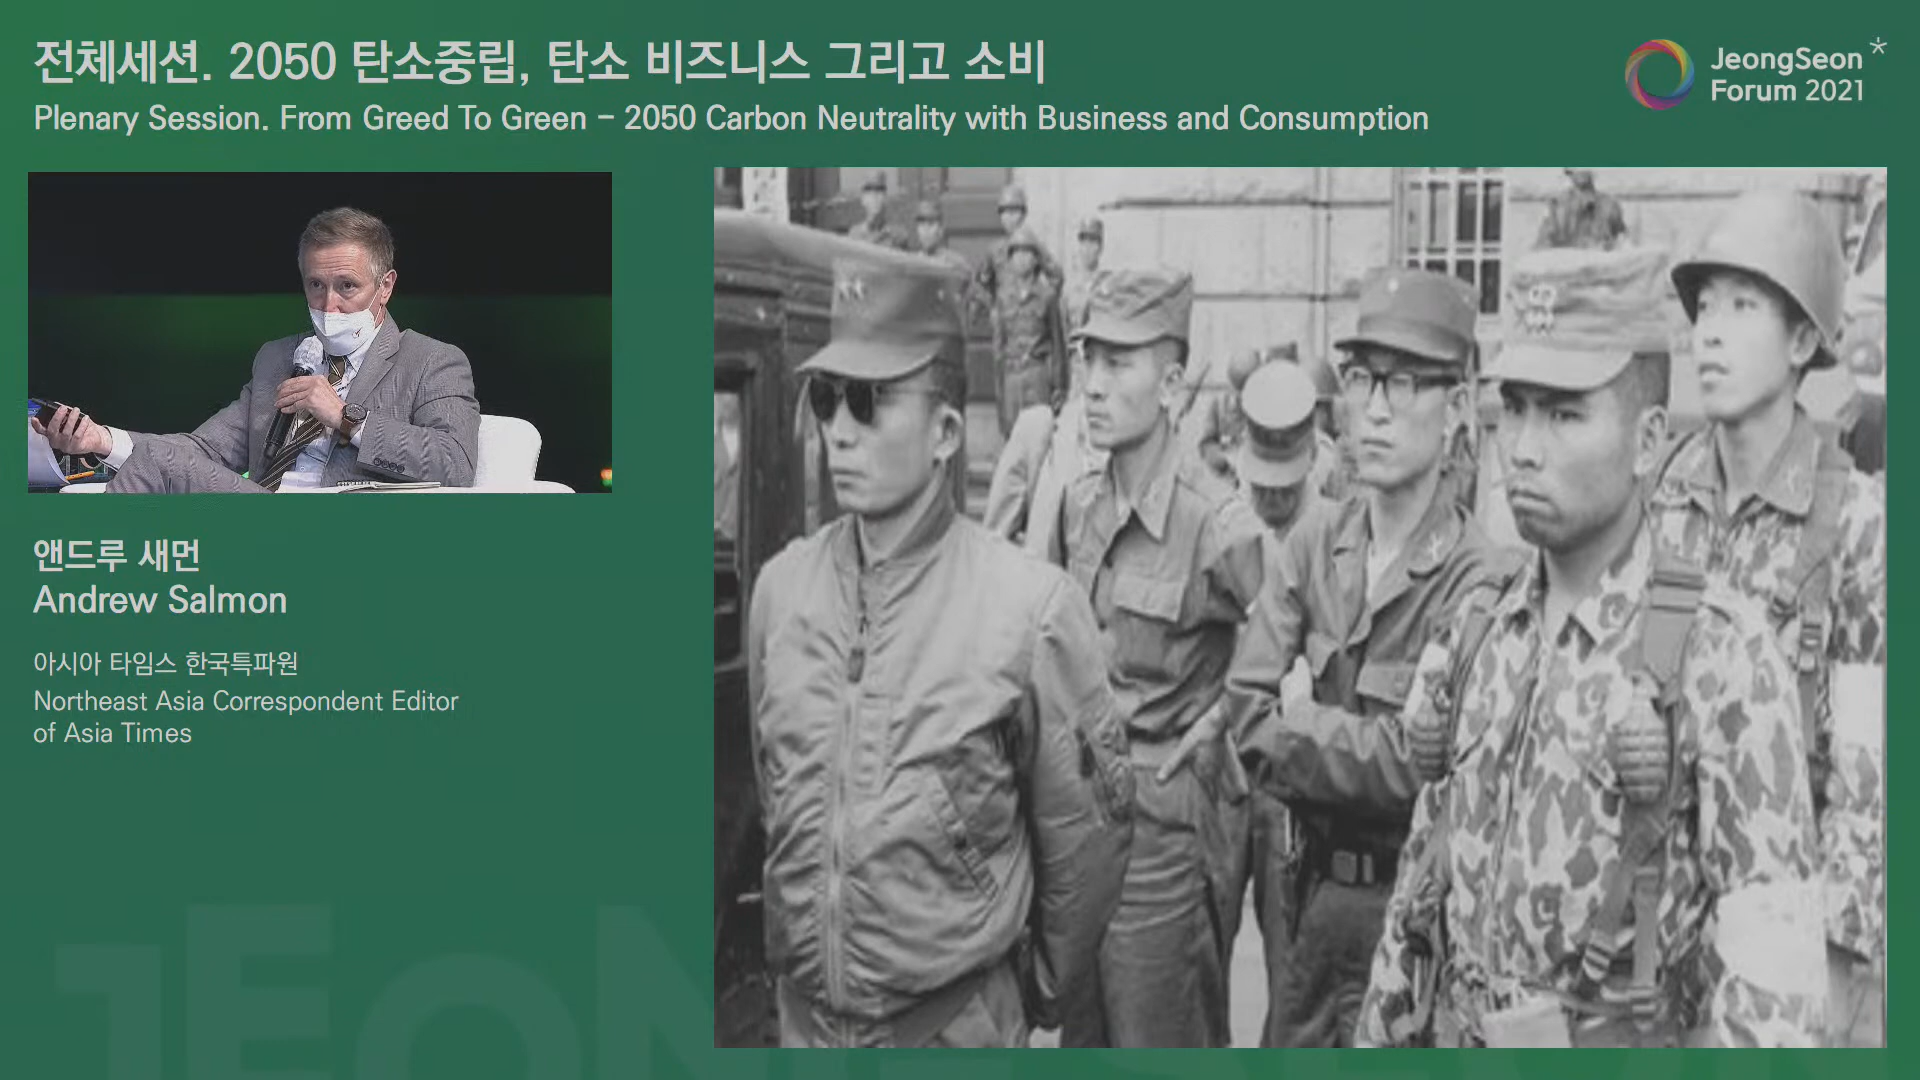 전체세션. 2050 탄소중립, 탄소 비즈니스 그리고 소비
Plenary Session. From Greed To Green – 2050 Carbon Neutrality with Business and Consumption
JeongSeon*
Forum 2021
앤드루 새먼
Andrew Salmon
아시아 타임스 한국특파원
Northeast Asia Correspondent Editor
of Asia Times
JEONGSEON